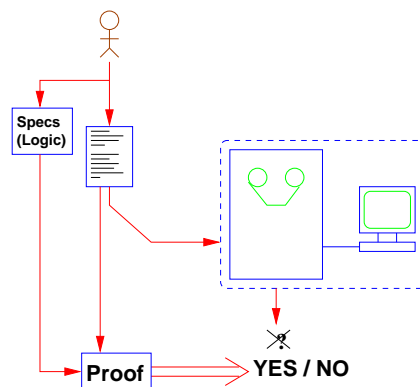 Specs
(Logic)
?
Proof
YES / NO